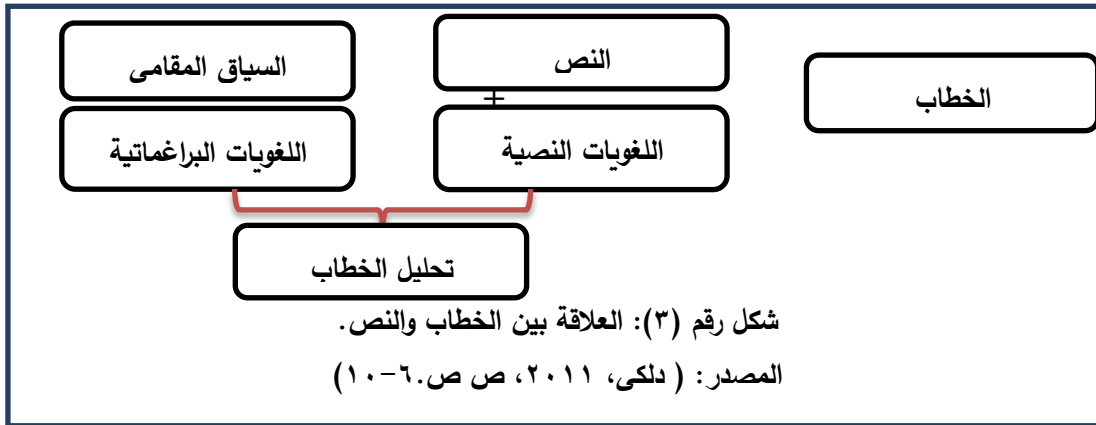 الخطاب
النص
السياق المقامى
+
اللغويات النصية
اللغويات البراغماتية
تحليل الخطاب
شكل رقم (٣): العلاقة بين الخطاب والنص.
المصدر: ( دلكى، ٢٠١١، ص ص.٦-١٠)